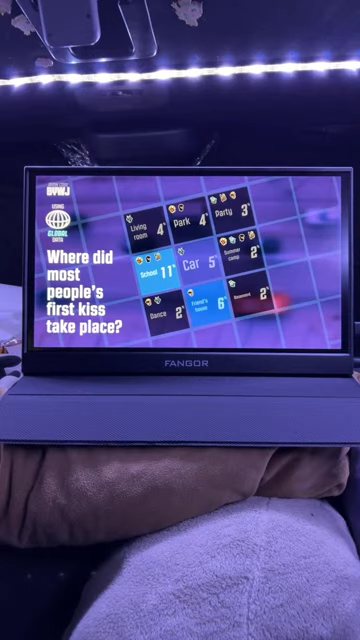 USING
GLOBAL
DATA
Where did
most
people's
first kiss
take place?
Living
room 4%
Park 4%
Party 3%
School 11%
Car 5%
Summer
camp 2%
Dance 2%
Friend's
house 6%
2%
FANGOR